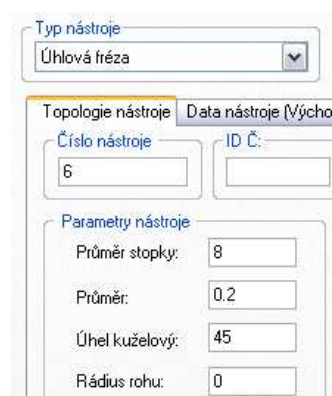 Typ nástroje
Úhlová fréza
Topologie nástroje Data nástroje (Výcho
Číslo nástroje ID Č:
6
Parametry nástroje
Průměr stopky: 8
Průměr: 0.2
Úhel kuželový: 45
Rádius rohu: 0